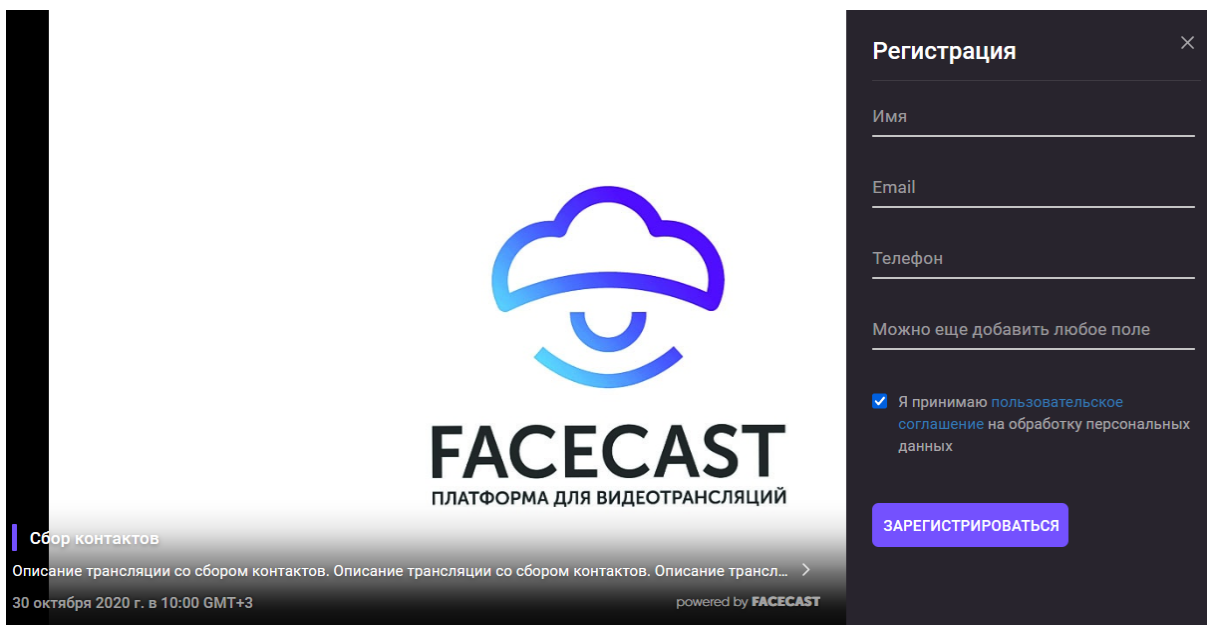 FACECAST
ПЛАТФОРМА ДЛЯ ВИДЕОТРАНСЛЯЦИЙ
Сбор контактов
Описание трансляции со сбором контактов. Описание трансляции со сбором контактов. Описание трансл...
30 октября 2020 г. в 10:00 GMT+3
powered by FACECAST
Регистрация
Имя
Email
Телефон
Можно еще добавить любое поле
Я принимаю пользовательское
соглашение на обработку персональных
данных
ЗАРЕГИСТРИРОВАТЬСЯ